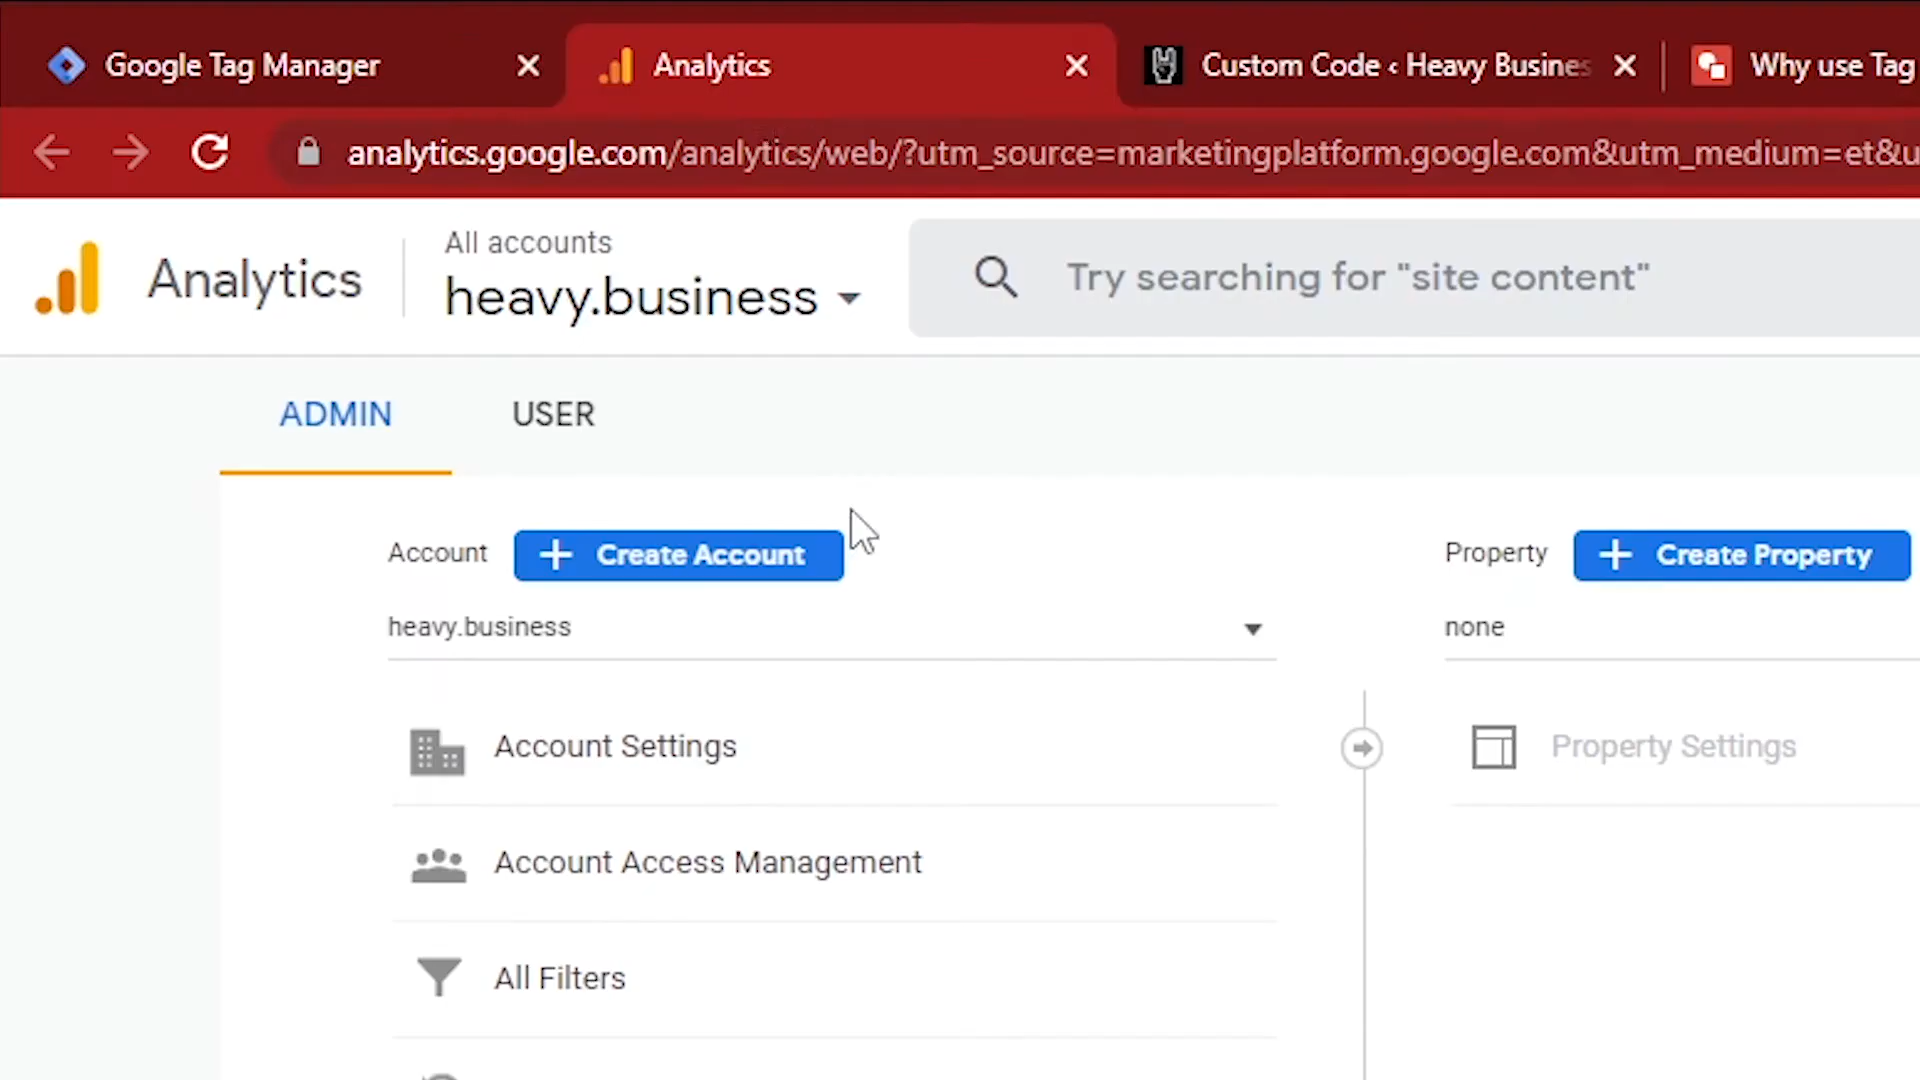 Google Tag Manager
Analytics
Custom Code ‹ Heavy Busines
Why use Tag
analytics.google.com/analytics/web/?utm_source=marketingplatform.google.com&utm_medium=et&u
Analytics
All accounts
heavy.business
Try searching for "site content"
ADMIN
USER
Account
+ Create Account
Property
+ Create Property
heavy.business
none
Account Settings
Property Settings
Account Access Management
All Filters